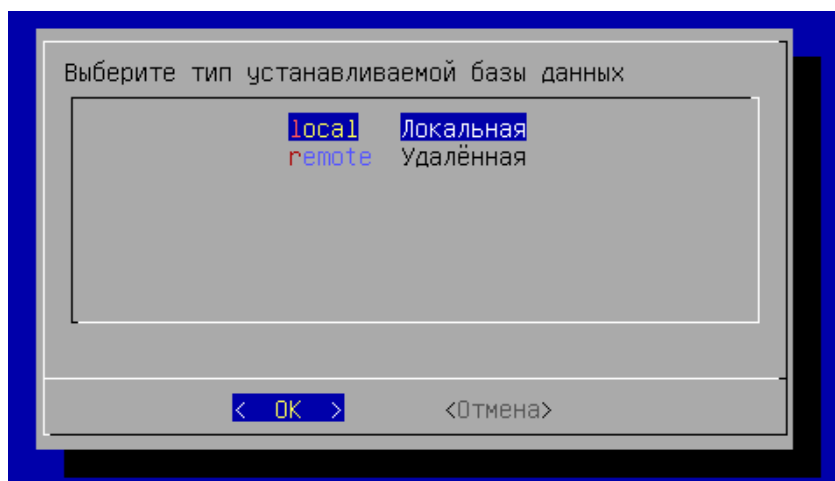 Выберите тип устанавливаемой базы данных
local Локальная
remote Удалённая
< OK > <Отмена>